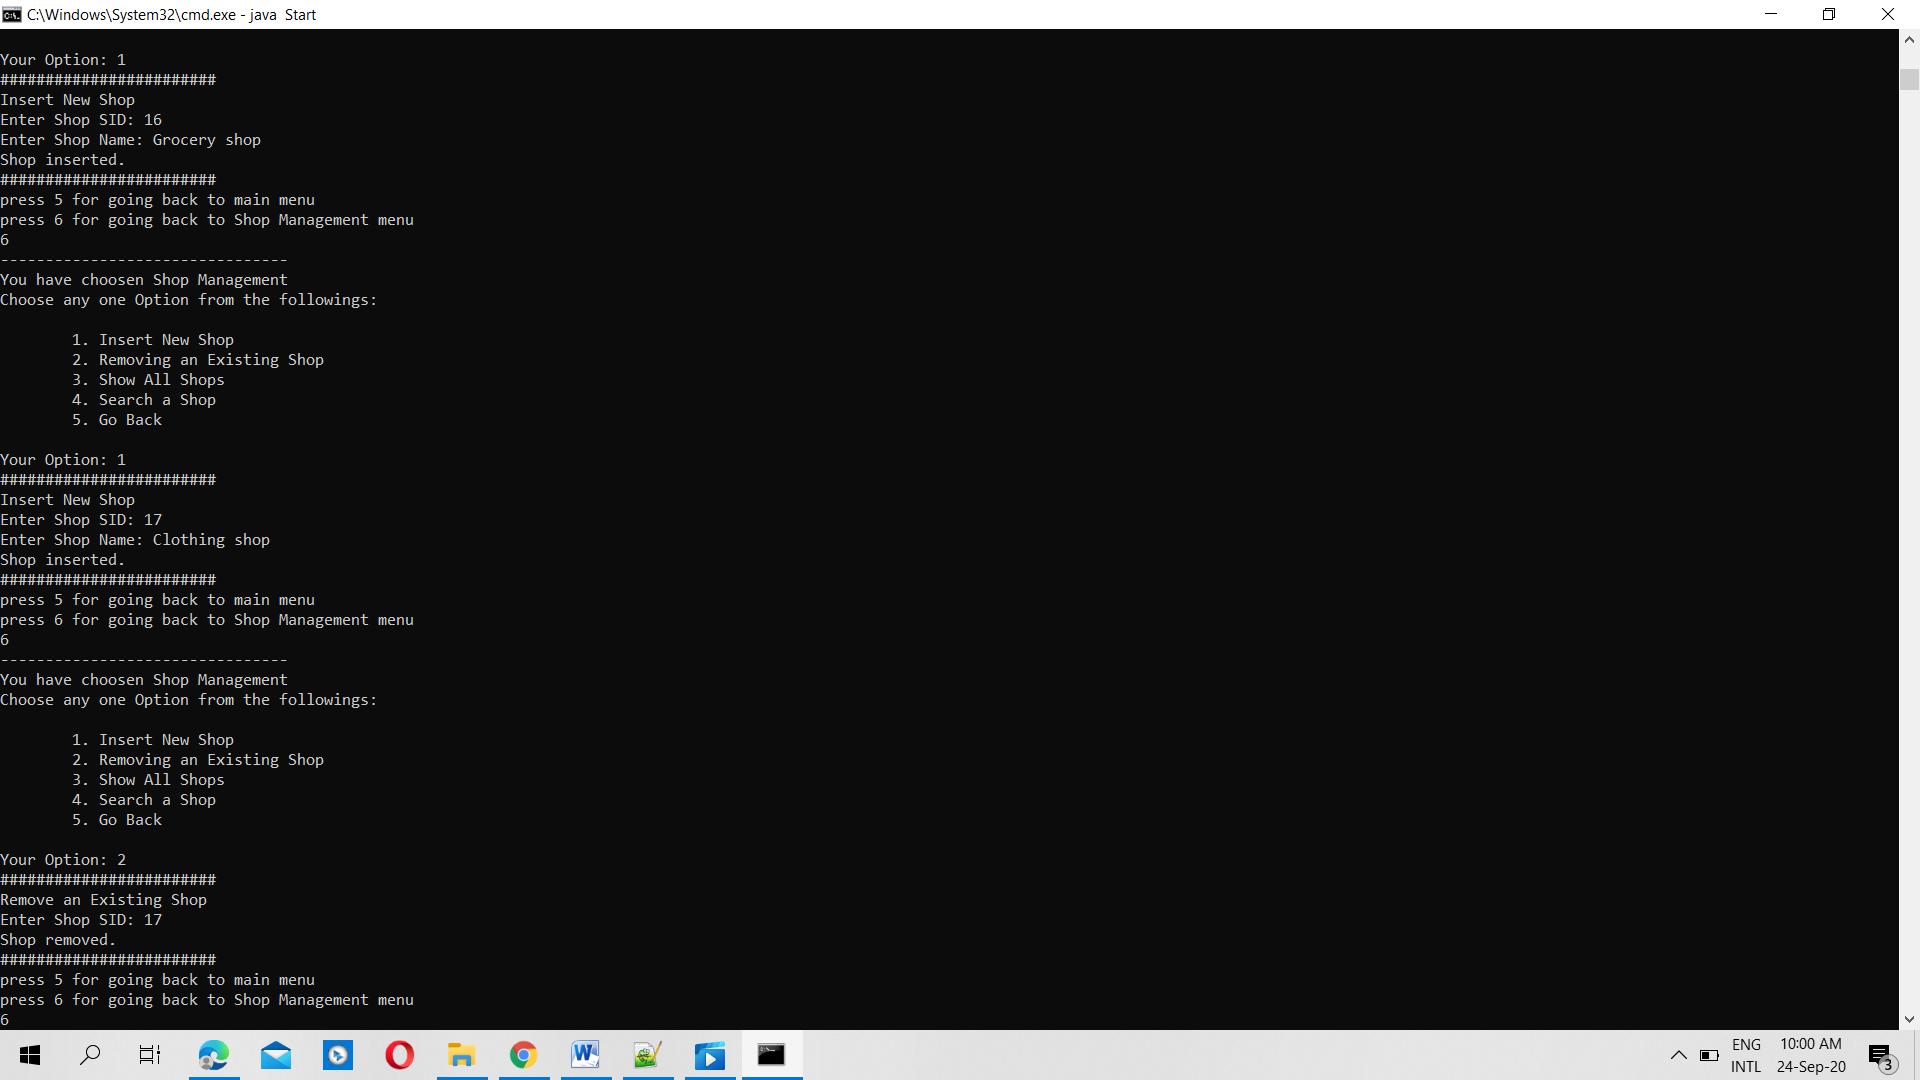 C:\Windows\System32\cmd.exe - java  Start
Your Option: 1
########################
Insert New Shop
Enter Shop SID: 16
Enter Shop Name: Grocery shop
Shop inserted.
########################
press 5 for going back to main menu
press 6 for going back to Shop Management menu
6
--------------------------------
You have choosen Shop Management
Choose any one Option from the followings:
1. Insert New Shop
2. Removing an Existing Shop
3. Show All Shops
4. Search a Shop
5. Go Back
Your Option: 1
########################
Insert New Shop
Enter Shop SID: 17
Enter Shop Name: Clothing shop
Shop inserted.
########################
press 5 for going back to main menu
press 6 for going back to Shop Management menu
6
--------------------------------
You have choosen Shop Management
Choose any one Option from the followings:
1. Insert New Shop
2. Removing an Existing Shop
3. Show All Shops
4. Search a Shop
5. Go Back
Your Option: 2
########################
Remove an Existing Shop
Enter Shop SID: 17
Shop removed.
########################
press 5 for going back to main menu
press 6 for going back to Shop Management menu
6
ENG 10:00 AM
INTL 24-Sep-20 3